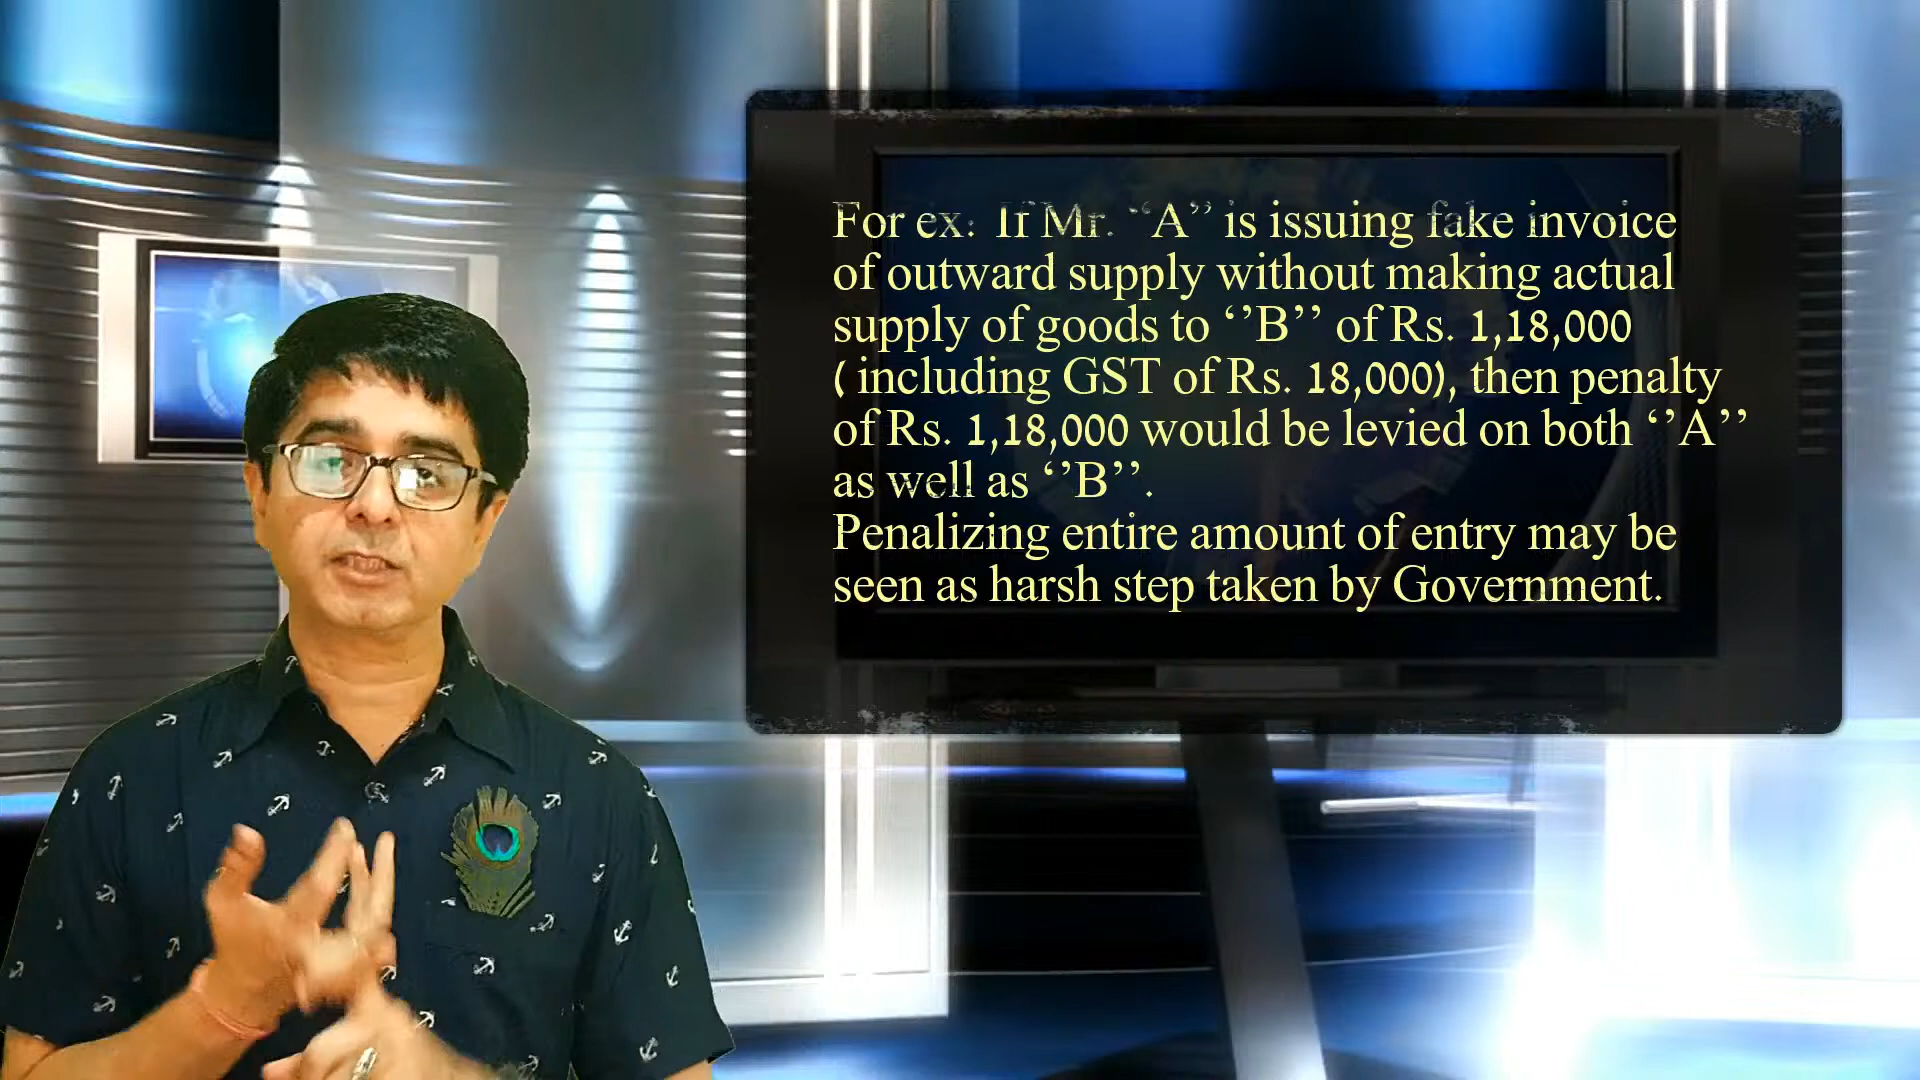 For ex: If Mr. ‘‘A’’ is issuing fake invoice
of outward supply without making actual
supply of goods to ‘’B’’ of Rs. 1,18,000
( including GST of Rs. 18,000), then penalty
of Rs. 1,18,000 would be levied on both ‘’A’’
as well as ‘’B’’.
Penalizing entire amount of entry may be
seen as harsh step taken by Government.